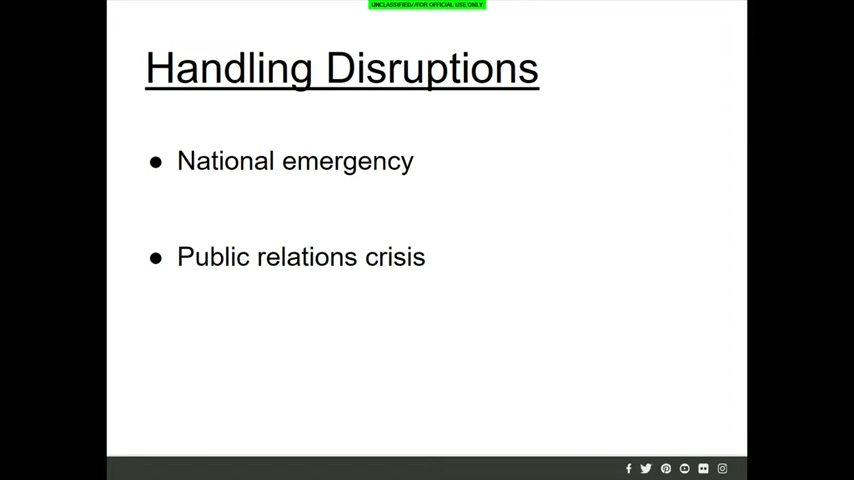 UNCLASSIFIED//FOR OFFICIAL USE ONLY
Handling Disruptions
● National emergency
● Public relations crisis